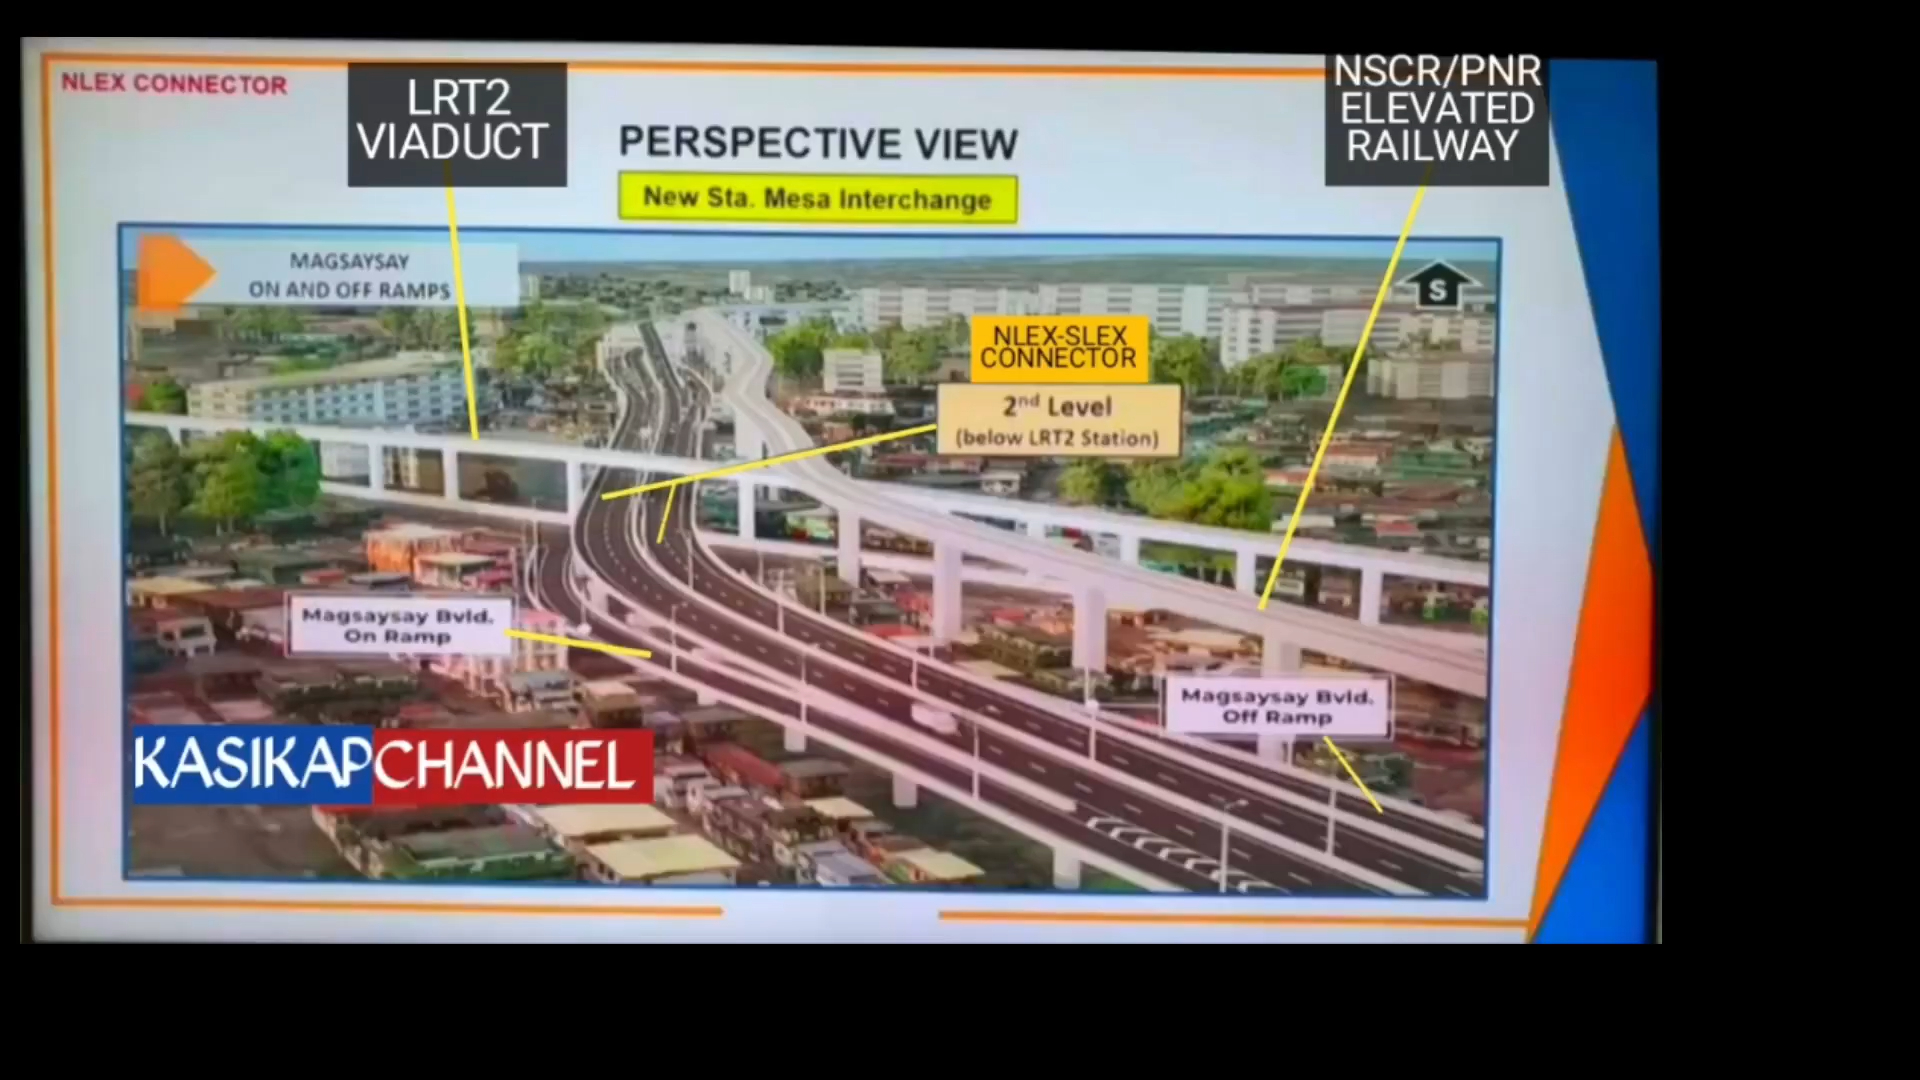 NLEX CONNECTOR
LRT2
VIADUCT
NSCR/PNR
ELEVATED
RAILWAY
PERSPECTIVE VIEW
New Sta. Mesa Interchange
MAGSAYSAY
ON AND OFF RAMPS
S
NLEX-SLEX
CONNECTOR
2nd Level
(below LRT2 Station)
Magsaysay Bvld.
On Ramp
Magsaysay Bvld.
Off Ramp
KASIKAPCHANNEL